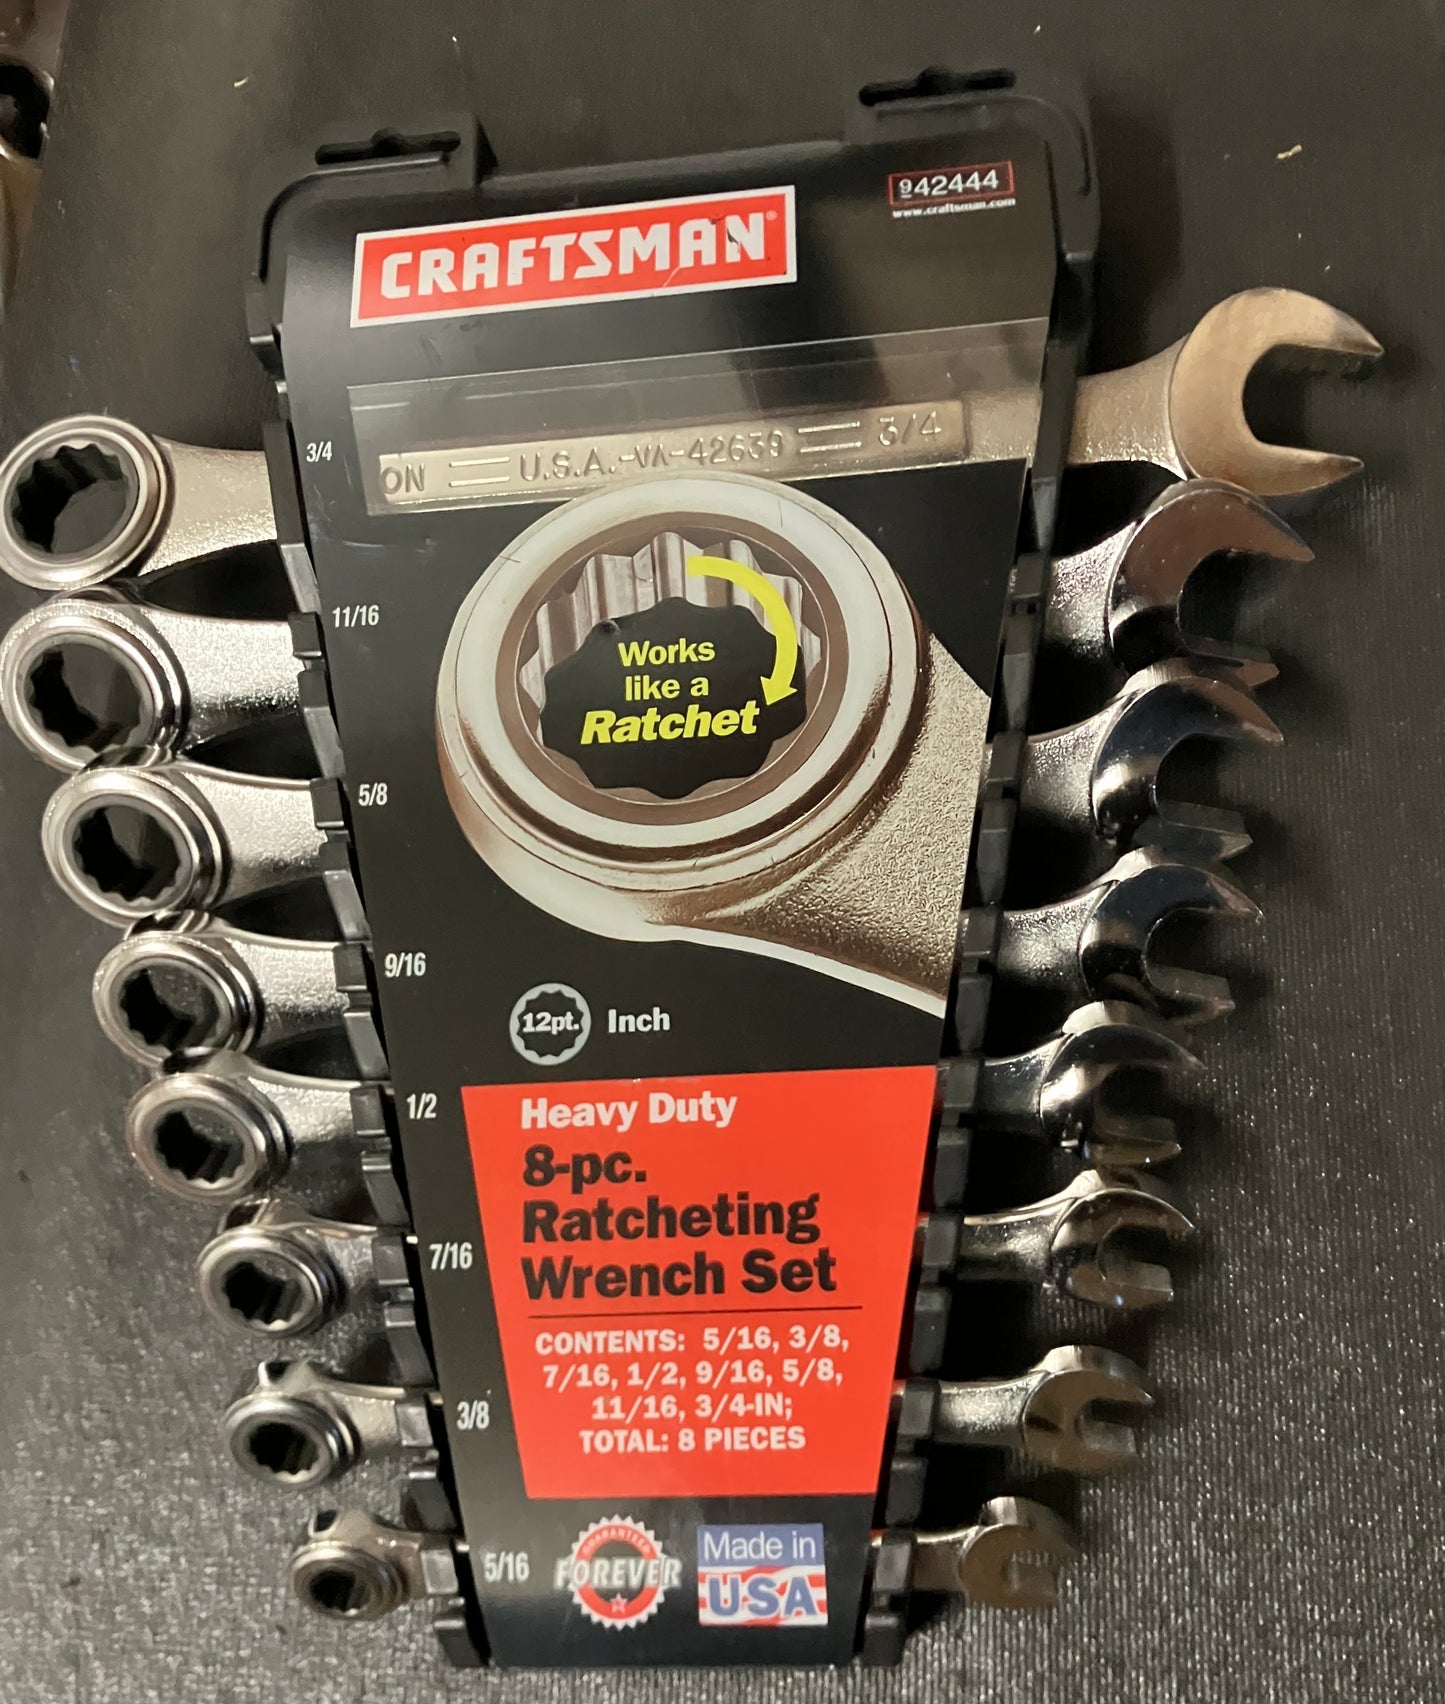 942444
www.craftsman.com
CRAFTSMAN®
ON U.S.A.-VΛ-42639 3/4
3/4
11/16
5/8
9/16
1/2
7/16
3/8
5/16
Works
like a
Ratchet
12pt. Inch
Heavy Duty
8-pc.
Ratcheting
Wrench Set
CONTENTS: 5/16, 3/8,
7/16, 1/2, 9/16, 5/8,
11/16, 3/4-IN;
TOTAL: 8 PIECES
GUARANTEED
FOREVER
Made in
USA